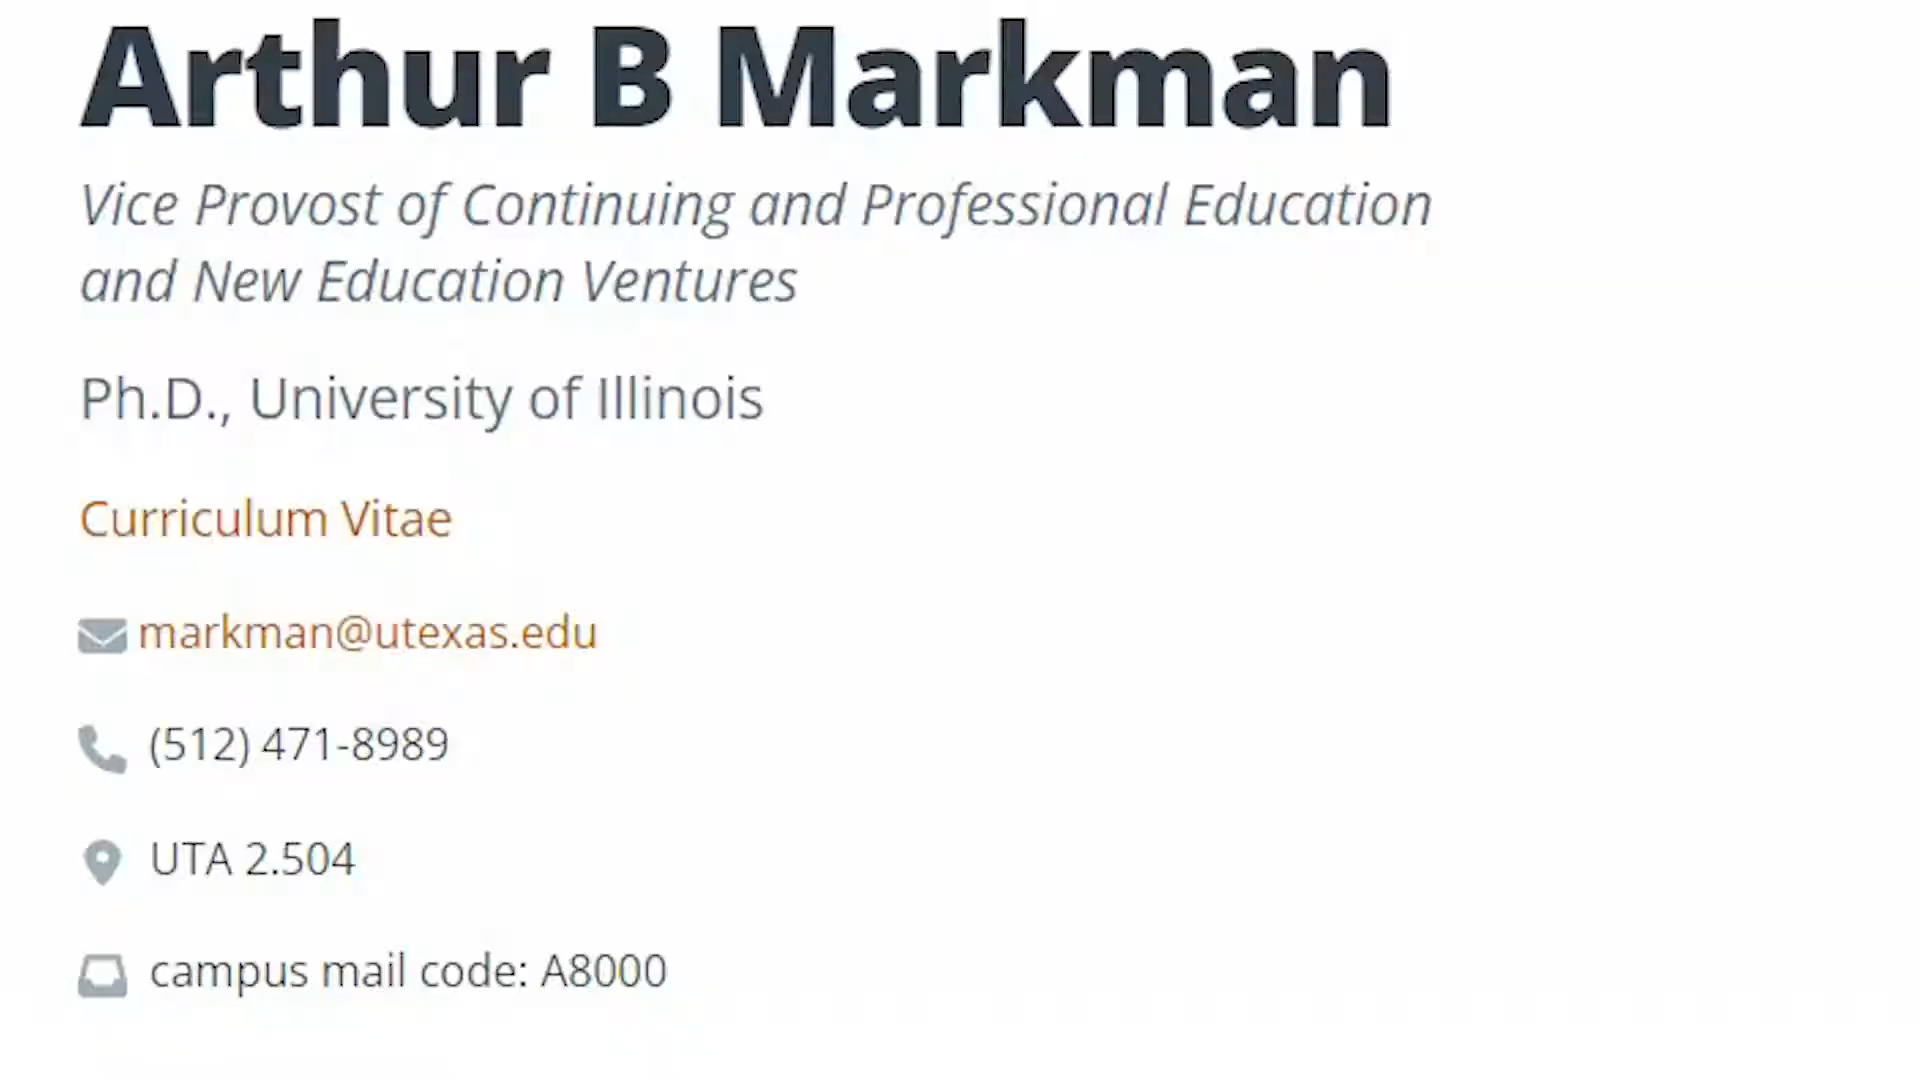 Arthur B Markman
Vice Provost of Continuing and Professional Education
and New Education Ventures
Ph.D., University of Illinois
Curriculum Vitae
markman@utexas.edu
(512) 471-8989
UTA 2.504
campus mail code: A8000